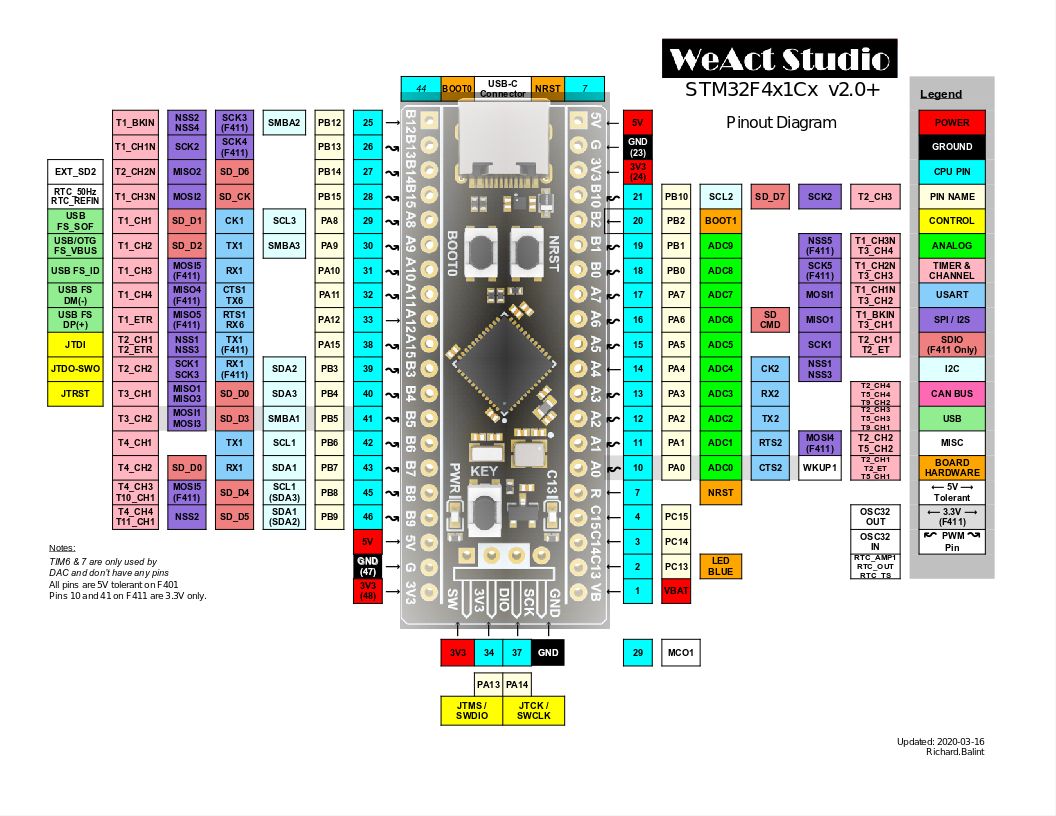 WeAct Studio
STM32F4x1Cx v2.0+
Pinout Diagram
44 BOOT0 USB-C Connector NRST 7
T1_BKIN NSS2 NSS4 SCK3 (F411) SMBA2 PB12 25 B12
T1_CH1N SCK2 SCK4 (F411) PB13 26 B13
EXT_SD2 T2_CH2N MISO2 SD_D6 PB14 27 B14
RTC_50Hz RTC_REFIN T1_CH3N MOSI2 SD_CK PB15 28 B15
USB FS_SOF T1_CH1 SD_D1 CK1 SCL3 PA8 29 A8
USB/OTG FS_VBUS T1_CH2 SD_D2 TX1 SMBA3 PA9 30 A9
USB FS_ID T1_CH3 MOSI5 (F411) RX1 PA10 31 A10
USB FS DM(-) T1_CH4 MISO4 (F411) CTS1 TX6 PA11 32 A11
USB FS DP(+) T1_ETR MISO5 (F411) RTS1 RX6 PA12 33 A12
JTDI T2_CH1 T2_ETR NSS1 NSS3 TX1 (F411) PA15 38 A15
JTDO-SWO T2_CH2 SCK1 SCK3 RX1 (F411) SDA2 PB3 39 B3
JTRST T3_CH1 MISO1 MISO3 SD_D0 SDA3 PB4 40 B4
T3_CH2 MOSI1 MOSI3 SD_D3 SMBA1 PB5 41 B5
T4_CH1 TX1 SCL1 PB6 42 B6
T4_CH2 SD_D0 RX1 SDA1 PB7 43 B7
T4_CH3 T10_CH1 MOSI5 (F411) SD_D4 SCL1 (SDA3) PB8 45 B8
T4_CH4 T11_CH1 NSS2 SD_D5 SDA1 (SDA2) PB9 46 B9
5V 5V
GND (47) G
3V3 (48) 3V3
BOOT0 NRST
KEY
PWR C13
SW 3V3 DIO SCK GND
5V 5V
G GND (23)
3V3 3V3 (24)
B10 21 PB10 SCL2 SD_D7 SCK2 T2_CH3
B2 20 PB2 BOOT1
B1 19 PB1 ADC9 NSS5 (F411) T1_CH3N T3_CH4
B0 18 PB0 ADC8 SCK5 (F411) T1_CH2N T3_CH3
A7 17 PA7 ADC7 MOSI1 T1_CH1N T3_CH2
A6 16 PA6 ADC6 SD CMD MISO1 T1_BKIN T3_CH1
A5 15 PA5 ADC5 SCK1 T2_CH1 T2_ET
A4 14 PA4 ADC4 CK2 NSS1 NSS3
A3 13 PA3 ADC3 RX2 T2_CH4 T5_CH4 T9_CH2
A2 12 PA2 ADC2 TX2 T2_CH3 T5_CH3 T9_CH1
A1 11 PA1 ADC1 RTS2 MOSI4 (F411) T2_CH2 T5_CH2
A0 10 PA0 ADC0 CTS2 WKUP1 T2_CH1 T2_ET T5_CH1
R 7 NRST
C15 4 PC15 OSC32 OUT
C14 3 PC14 OSC32 IN
C13 2 PC13 LED BLUE RTC_AMP1 RTC_OUT RTC_TS
VB 1 VBAT
3V3 34 37 GND
29 MCO1
PA13 PA14
JTMS / SWDIO JTCK / SWCLK
Legend
POWER
GROUND
CPU PIN
PIN NAME
CONTROL
ANALOG
TIMER & CHANNEL
USART
SPI / I2S
SDIO (F411 Only)
I2C
CAN BUS
USB
MISC
BOARD HARDWARE
5V Tolerant
3.3V (F411)
PWM Pin
Notes:
TIM6 & 7 are only used by
DAC and don't have any pins
All pins are 5V tolerant on F401
Pins 10 and 41 on F411 are 3.3V only.
Updated: 2020-03-16
Richard.Balint